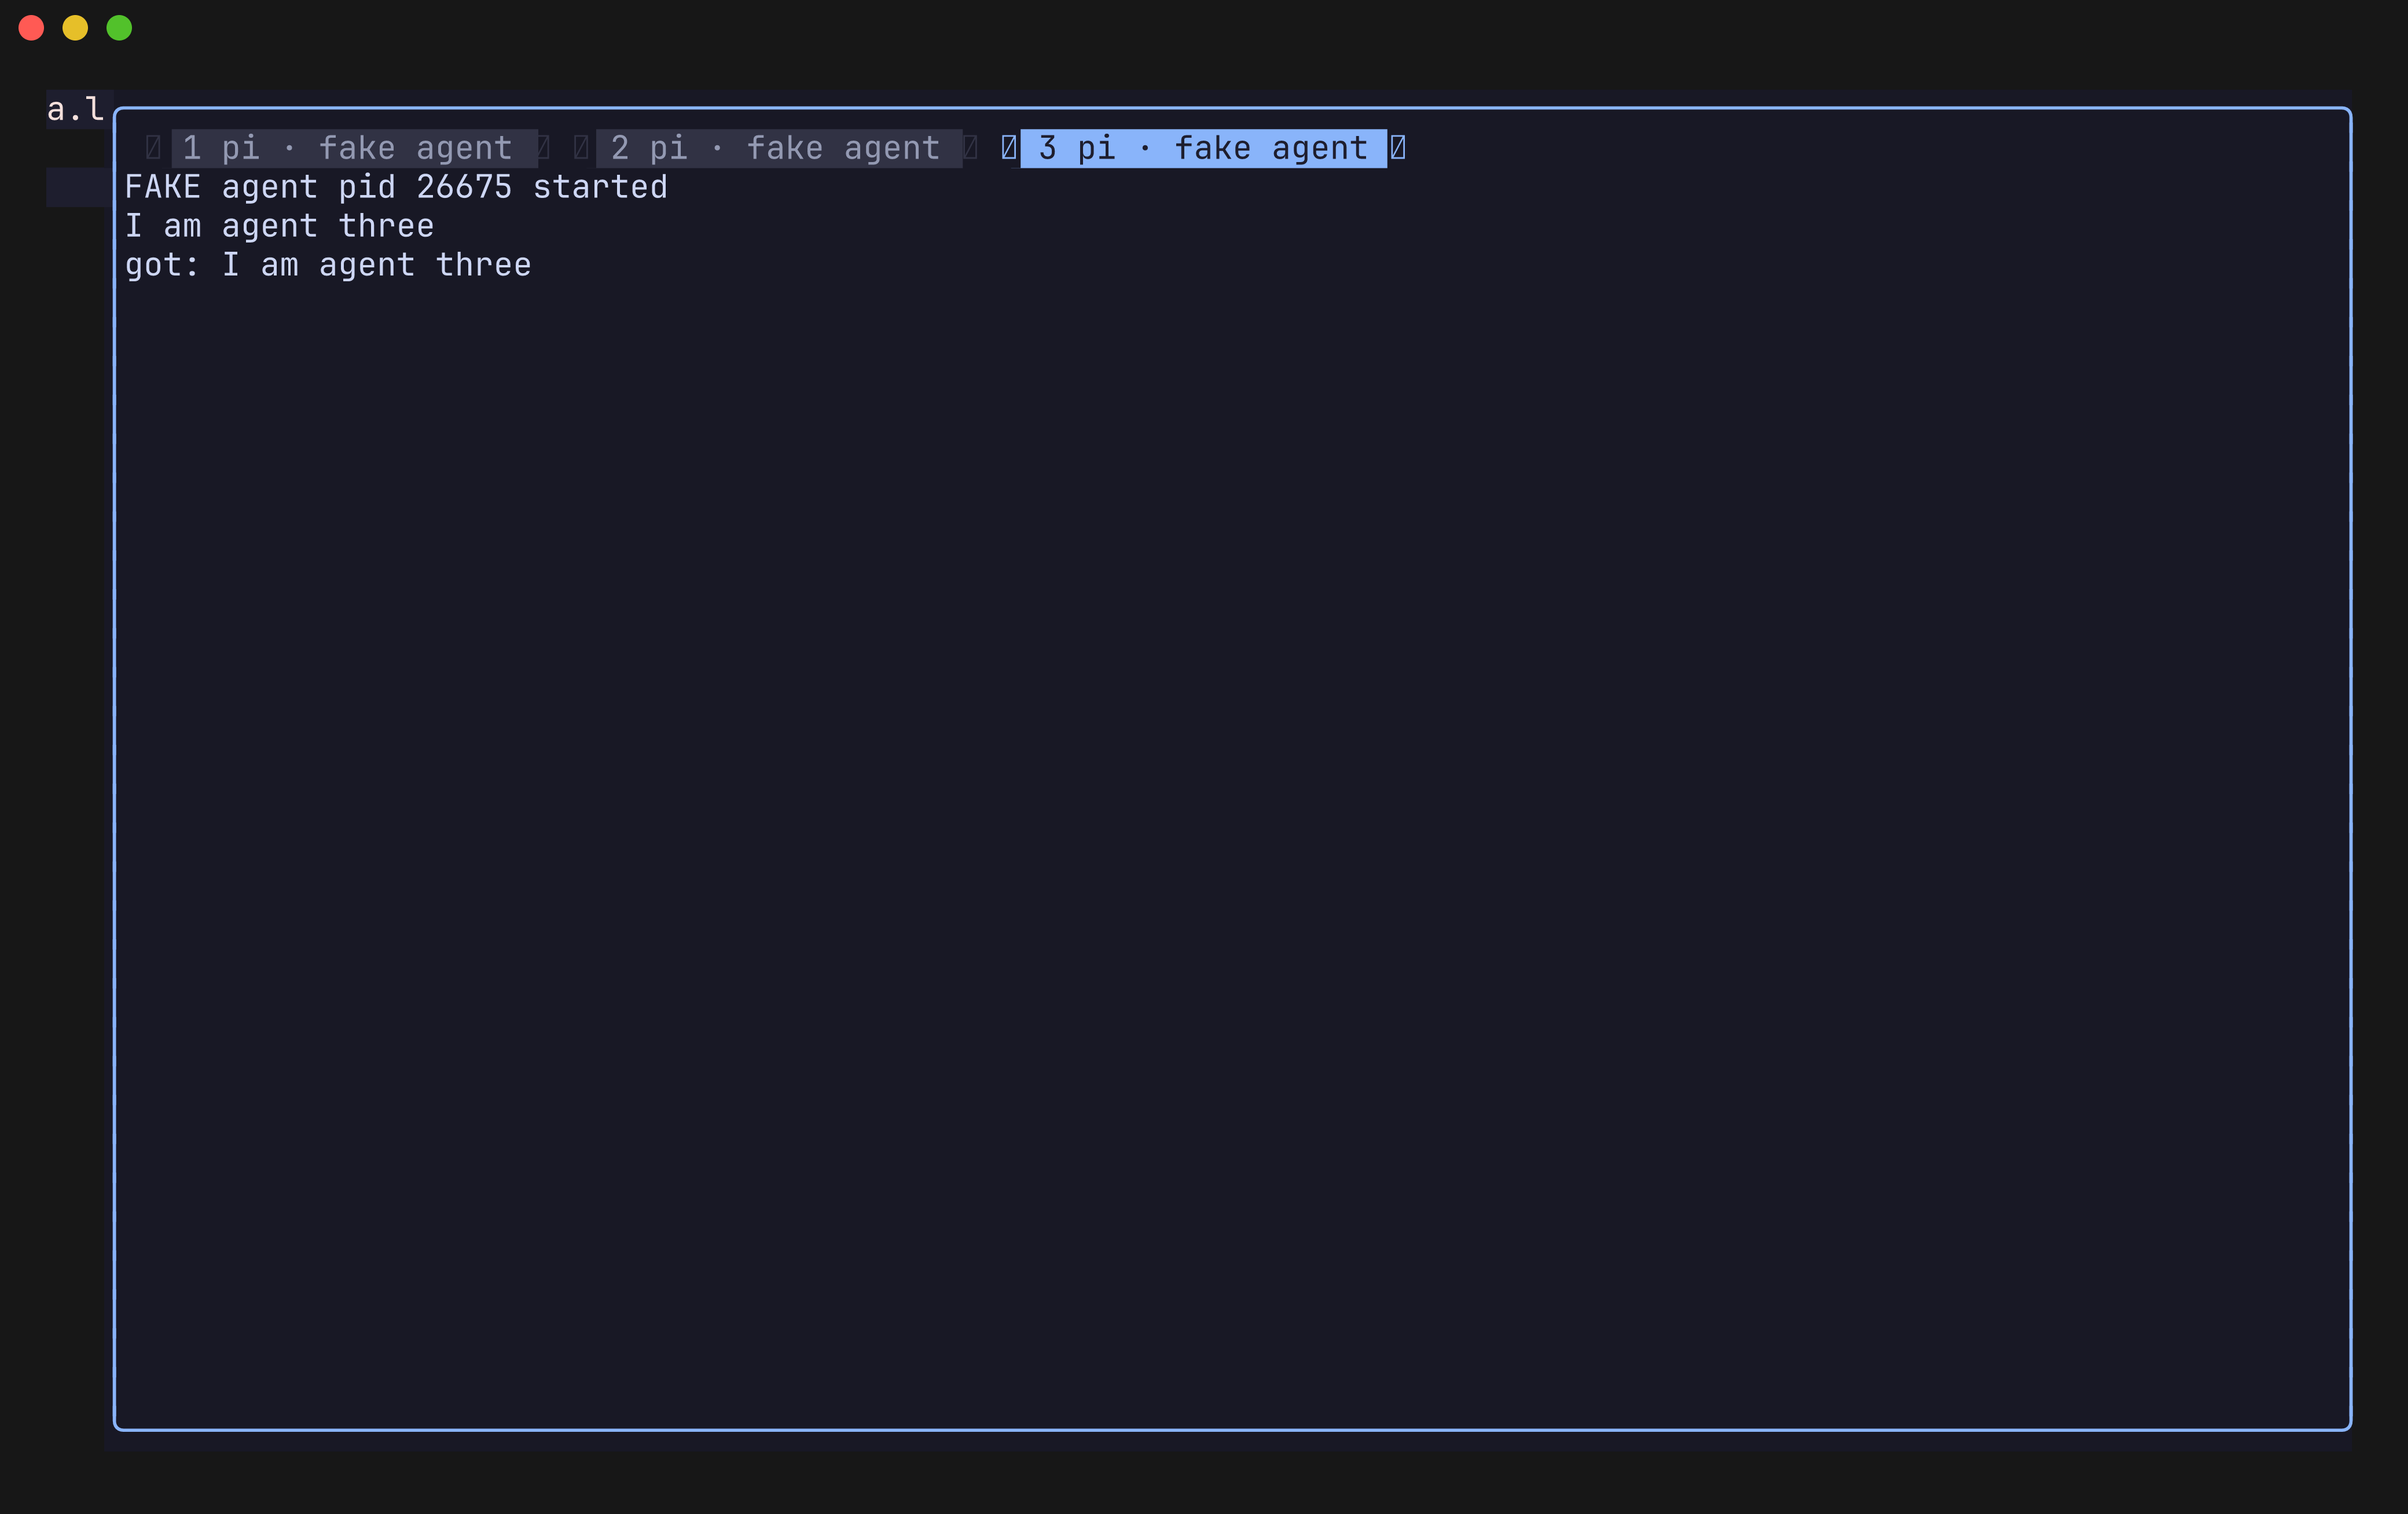 a.l
1 pi · fake agent 2 pi · fake agent 3 pi · fake agent
FAKE agent pid 26675 started
I am agent three
got: I am agent three